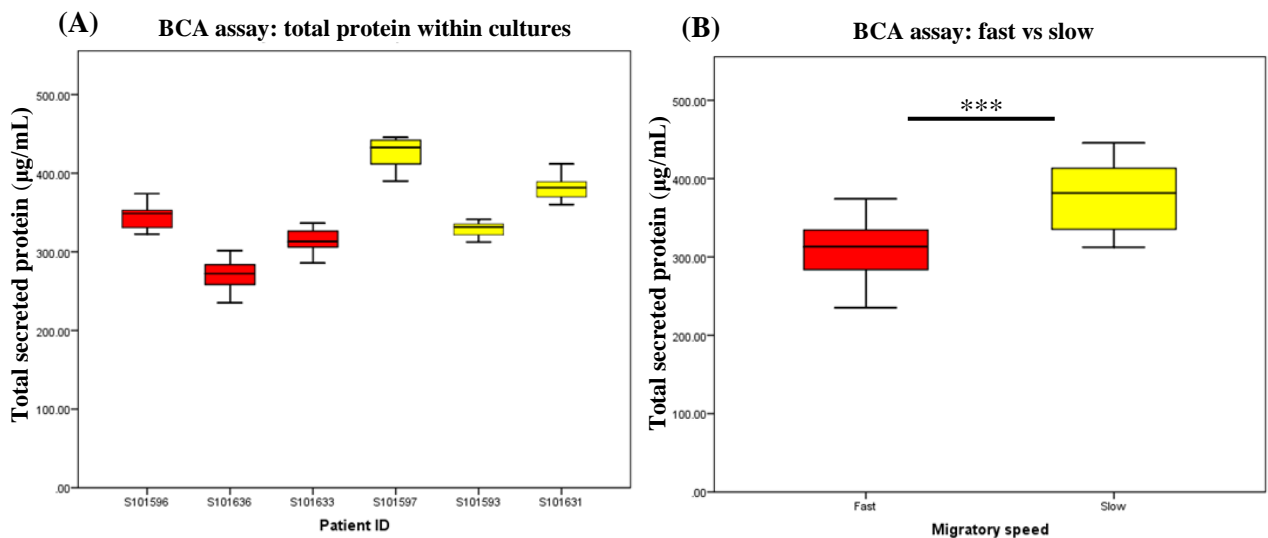 (A)
BCA assay: total protein within cultures
Total secreted protein (µg/mL)
500.00
400.00
300.00
200.00
100.00
.00
S101596
S101636
S101633
S101597
S101593
S101631
Patient ID
(B)
BCA assay: fast vs slow
Total secreted protein (µg/mL)
500.00
400.00
300.00
200.00
100.00
.00
***
Fast
Slow
Migratory speed